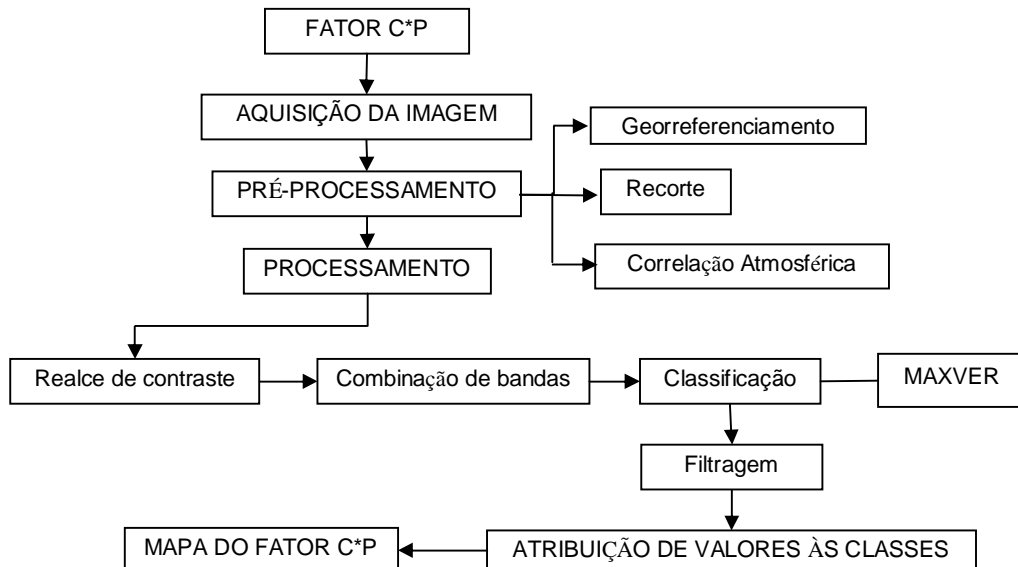 FATOR C*P
AQUISIÇÃO DA IMAGEM
Georreferenciamento
PRÉ-PROCESSAMENTO
Recorte
PROCESSAMENTO
Correlação Atmosférica
Realce de contraste
Combinação de bandas
Classificação
MAXVER
Filtragem
MAPA DO FATOR C*P
ATRIBUIÇÃO DE VALORES ÀS CLASSES